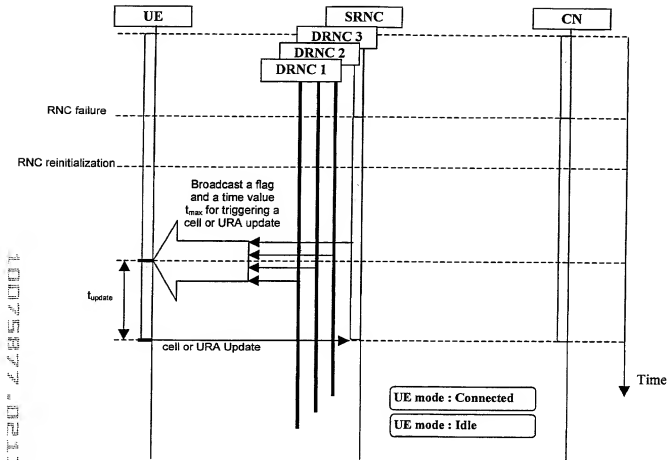 UE
SRNC
CN
DRNC 3
DRNC 2
DRNC 1
RNC failure
RNC reinitialization
Broadcast a flag
and a time value
tmax for triggering a
cell or URA update
tupdate
cell or URA Update
Time
UE mode : Connected
UE mode : Idle